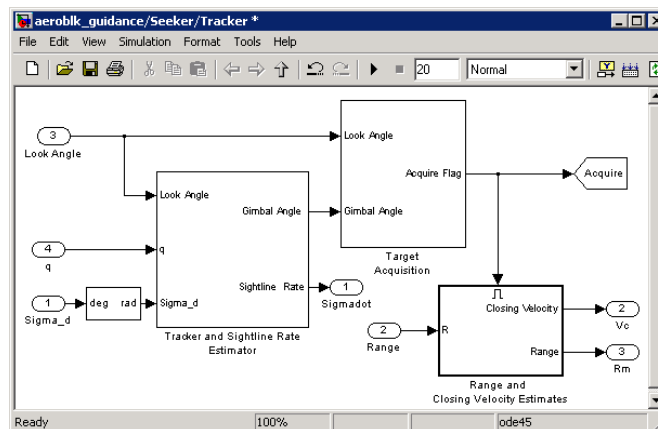 aeroblk_guidance/Seeker/Tracker *
File Edit View Simulation Format Tools Help
20 Normal
3
Look Angle
Look Angle
Acquire Flag
Gimbal Angle
Target
Acquisition
Acquire
Look Angle
Gimbal Angle
4
q
q
Sightline Rate
1
Sigmadot
1
Sigma_d
deg rad
Sigma_d
Tracker and Sightline Rate
Estimator
2
Range
R
Closing Velocity
Range
2
Vc
3
Rm
Range and
Closing Velocity Estimates
Ready 100% ode45